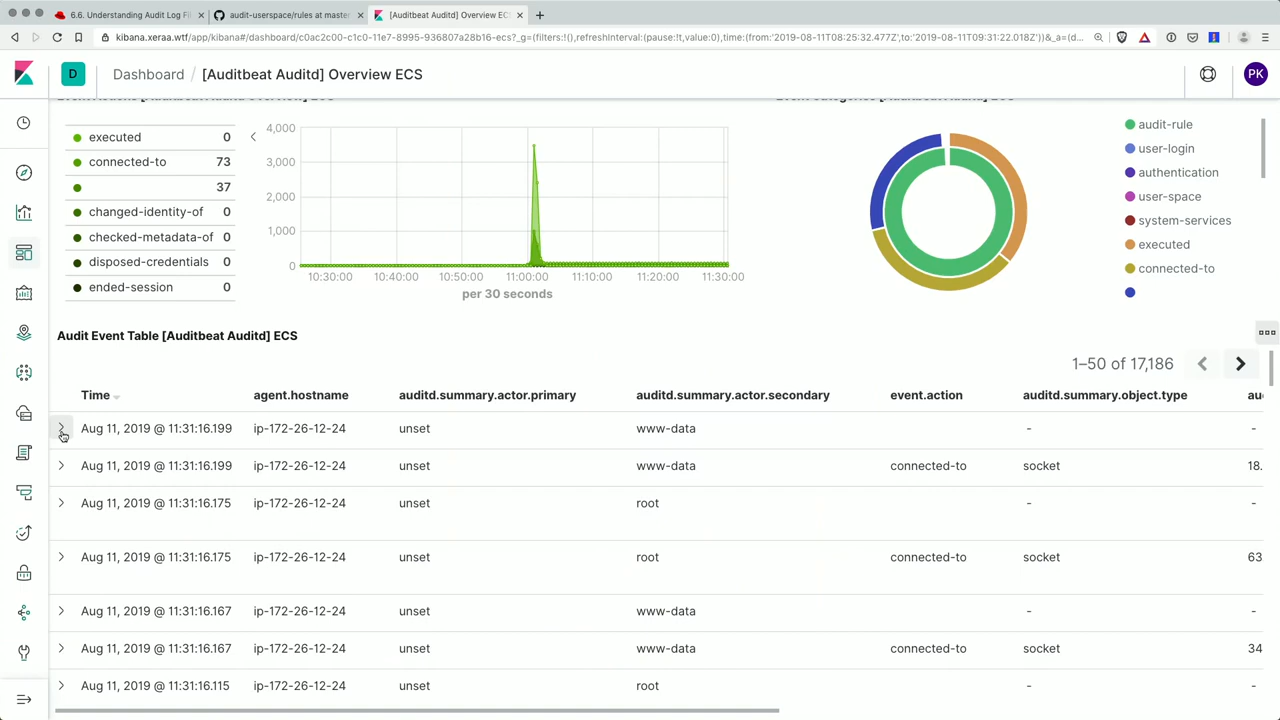 6.6. Understanding Audit Log Fi
audit-userspace/rules at master
[Auditbeat Auditd] Overview EC
kibana.xeraa.wtf/app/kibana#/dashboard/c0ac2c00-c1c0-11e7-8995-936807a28b16-ecs?_g=(filters:!(),refreshInterval:(pause:!t,value:0),time:(from:'2019-08-11T08:25:32.477Z',to:'2019-08-11T09:31:22.018Z'))&_a=(d...
D
Dashboard / [Auditbeat Auditd] Overview ECS
PK
executed 0
connected-to 73
37
changed-identity-of 0
checked-metadata-of 0
disposed-credentials 0
ended-session 0
4,000
3,000
2,000
1,000
0
10:30:00 10:40:00 10:50:00 11:00:00 11:10:00 11:20:00 11:30:00
per 30 seconds
audit-rule
user-login
authentication
user-space
system-services
executed
connected-to
Audit Event Table [Auditbeat Auditd] ECS
1–50 of 17,186
Time agent.hostname auditd.summary.actor.primary auditd.summary.actor.secondary event.action auditd.summary.object.type au
Aug 11, 2019 @ 11:31:16.199 ip-172-26-12-24 unset www-data - -
Aug 11, 2019 @ 11:31:16.199 ip-172-26-12-24 unset www-data connected-to socket 18.
Aug 11, 2019 @ 11:31:16.175 ip-172-26-12-24 unset root - -
Aug 11, 2019 @ 11:31:16.175 ip-172-26-12-24 unset root connected-to socket 63
Aug 11, 2019 @ 11:31:16.167 ip-172-26-12-24 unset www-data - -
Aug 11, 2019 @ 11:31:16.167 ip-172-26-12-24 unset www-data connected-to socket 34
Aug 11, 2019 @ 11:31:16.115 ip-172-26-12-24 unset root - -